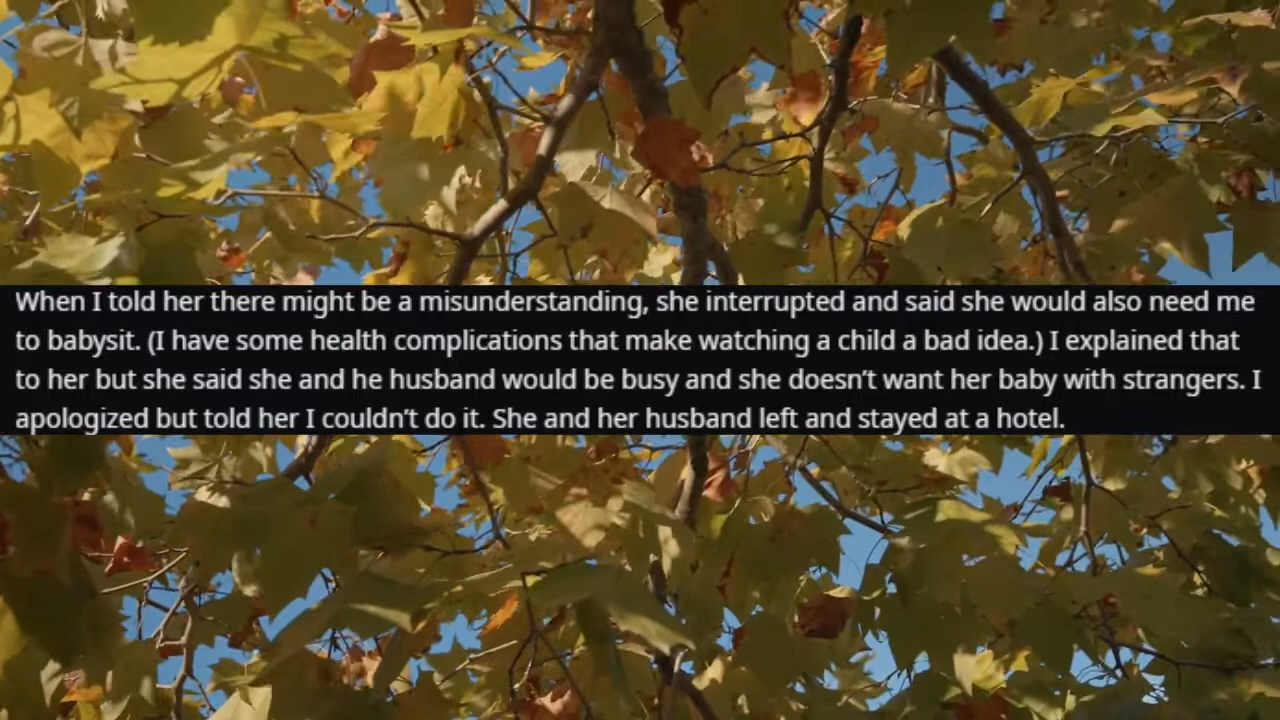 When I told her there might be a misunderstanding, she interrupted and said she would also need me
to babysit. (I have some health complications that make watching a child a bad idea.) I explained that
to her but she said she and he husband would be busy and she doesn't want her baby with strangers. I
apologized but told her I couldn't do it. She and her husband left and stayed at a hotel.